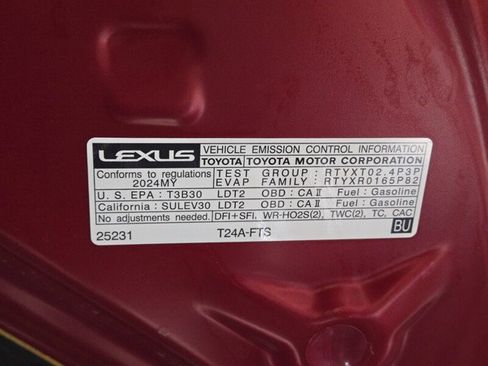 LEXUS VEHICLE EMISSION CONTROL INFORMATION
TOYOTA TOYOTA MOTOR CORPORATION
Conforms to regulations TEST GROUP : RTYXT02.4P3P
2024MY EVAP FAMILY : RTYXR0165P82
U. S. EPA : T3B30 LDT2 OBD : CA II Fuel : Gasoline
California : SULEV30 LDT2 OBD : CA II Fuel : Gasoline
No adjustments needed. DFI+SFI, WR-HO2S(2), TWC(2), TC, CAC
25231 T24A-FTS BU